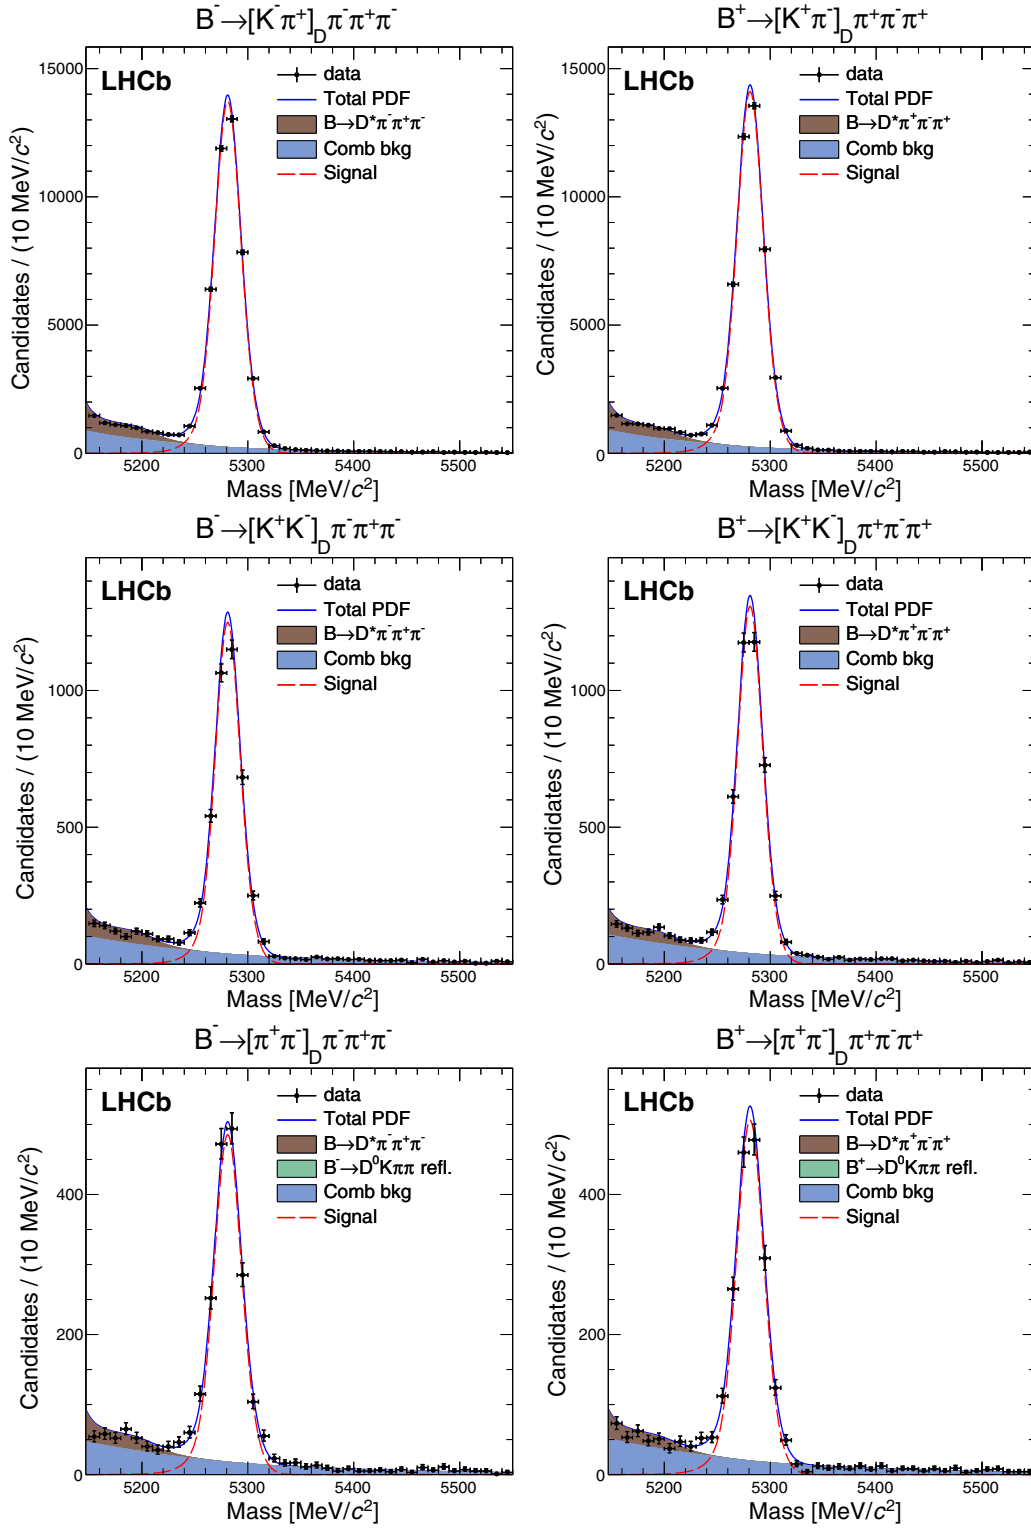 B⁻→[K⁻π⁺]_D π⁻π⁺π⁻
LHCb
data
Total PDF
B→D*π⁻π⁺π⁻
Comb bkg
Signal
15000
10000
5000
0
Candidates / (10 MeV/c²)
5200 5300 5400 5500
Mass [MeV/c²]
B⁺→[K⁺π⁻]_D π⁺π⁻π⁺
LHCb
data
Total PDF
B→D*π⁺π⁻π⁺
Comb bkg
Signal
15000
10000
5000
0
Candidates / (10 MeV/c²)
5200 5300 5400 5500
Mass [MeV/c²]
B⁻→[K⁺K⁻]_D π⁻π⁺π⁻
LHCb
data
Total PDF
B→D*π⁻π⁺π⁻
Comb bkg
Signal
1000
500
0
Candidates / (10 MeV/c²)
5200 5300 5400 5500
Mass [MeV/c²]
B⁺→[K⁺K⁻]_D π⁺π⁻π⁺
LHCb
data
Total PDF
B→D*π⁺π⁻π⁺
Comb bkg
Signal
1000
500
0
Candidates / (10 MeV/c²)
5200 5300 5400 5500
Mass [MeV/c²]
B⁻→[π⁺π⁻]_D π⁻π⁺π⁻
LHCb
data
Total PDF
B→D*π⁻π⁺π⁻
B⁻→D⁰Kππ refl.
Comb bkg
Signal
400
200
0
Candidates / (10 MeV/c²)
5200 5300 5400 5500
Mass [MeV/c²]
B⁺→[π⁺π⁻]_D π⁺π⁻π⁺
LHCb
data
Total PDF
B→D*π⁺π⁻π⁺
B⁺→D⁰Kππ refl.
Comb bkg
Signal
400
200
0
Candidates / (10 MeV/c²)
5200 5300 5400 5500
Mass [MeV/c²]